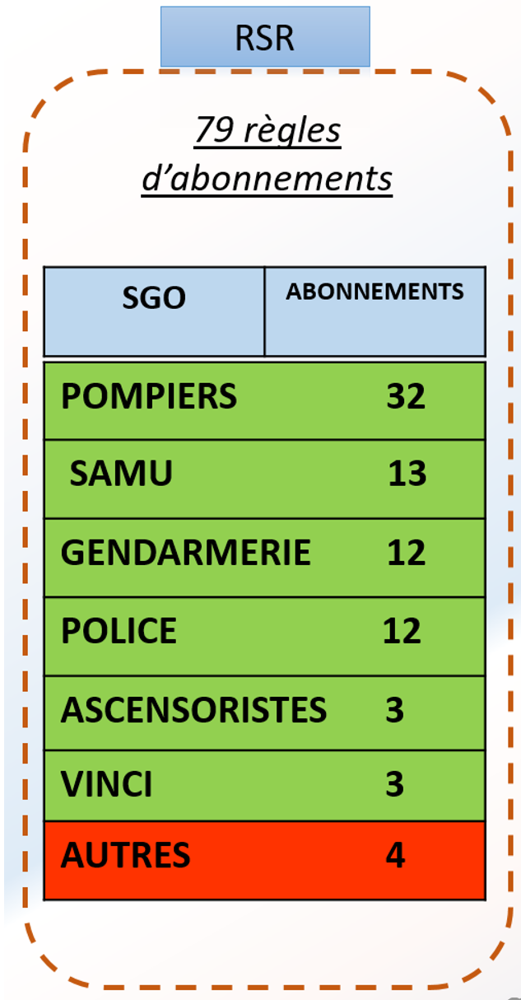 RSR
79 règles
d’abonnements
SGO ABONNEMENTS
POMPIERS 32
SAMU 13
GENDARMERIE 12
POLICE 12
ASCENSORISTES 3
VINCI 3
AUTRES 4